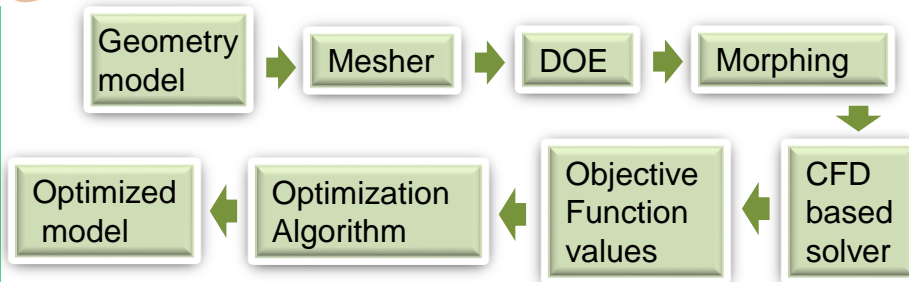 Geometry
model
Mesher
DOE
Morphing
CFD
based
solver
Objective
Function
values
Optimization
Algorithm
Optimized
model